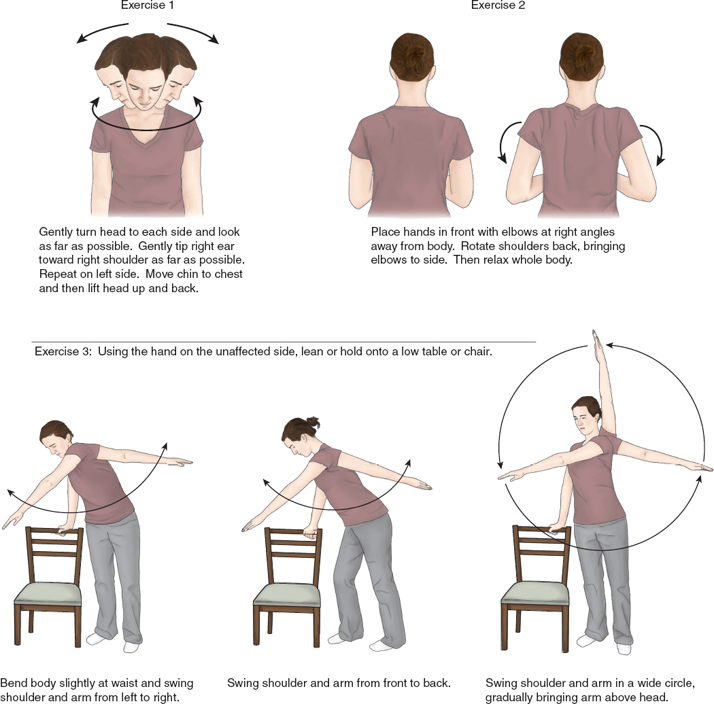 Exercise 1
Exercise 2
Gently turn head to each side and look
as far as possible.  Gently tip right ear
toward right shoulder as far as possible.
Repeat on left side.  Move chin to chest
and then lift head up and back.
Place hands in front with elbows at right angles
away from body.  Rotate shoulders back, bringing
elbows to side.  Then relax whole body.
Exercise 3:  Using the hand on the unaffected side, lean or hold onto a low table or chair.
Bend body slightly at waist and swing
shoulder and arm from left to right.
Swing shoulder and arm from front to back.
Swing shoulder and arm in a wide circle,
gradually bringing arm above head.